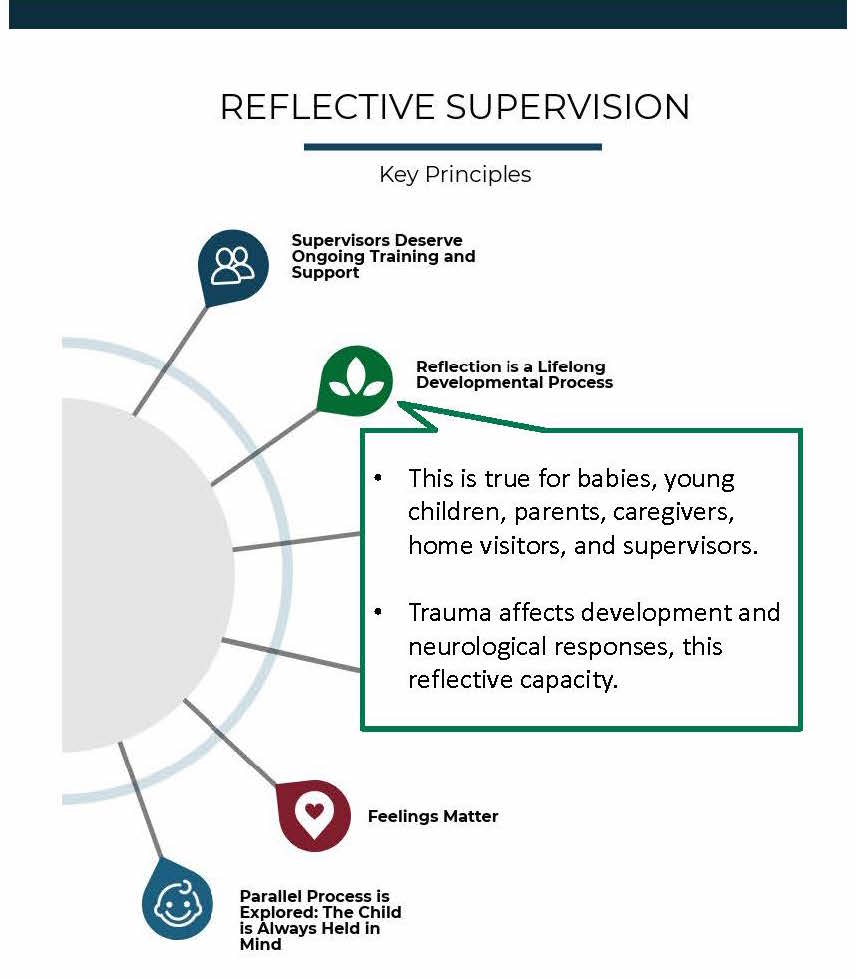 REFLECTIVE SUPERVISION
Key Principles
Supervisors Deserve
Ongoing Training and
Support
Reflection is a Lifelong
Developmental Process
• This is true for babies, young
children, parents, caregivers,
home visitors, and supervisors.
• Trauma affects development and
neurological responses, this
reflective capacity.
Feelings Matter
Parallel Process is
Explored: The Child
is Always Held in
Mind